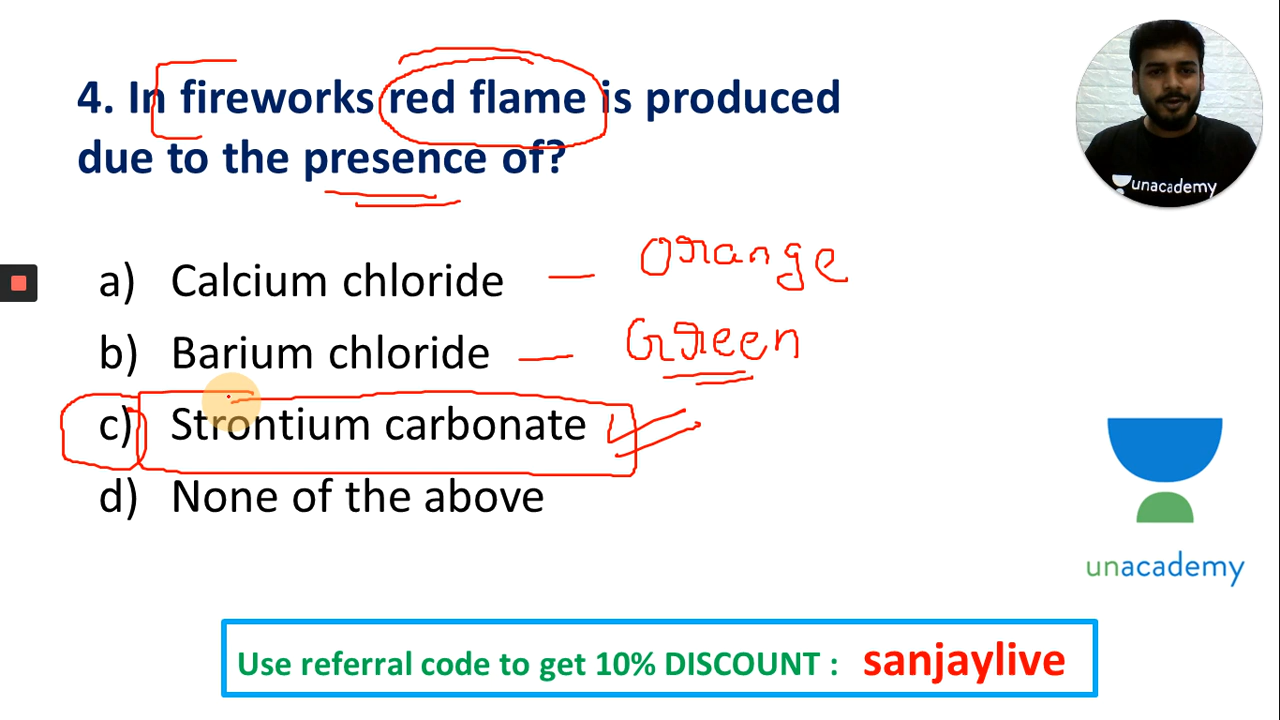 4. In fireworks red flame is produced
due to the presence of?
unacademy
a) Calcium chloride — Orange
b) Barium chloride — Green
c) Strontium carbonate
d) None of the above
unacademy
Use referral code to get 10% DISCOUNT : sanjaylive